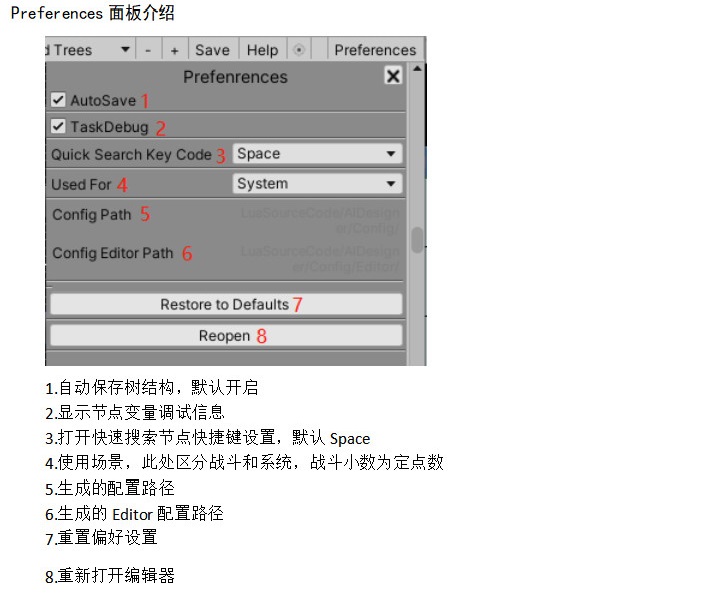 Preferences 面板介绍
d Trees - + Save Help Preferences
Prefenrences
AutoSave 1
TaskDebug 2
Quick Search Key Code 3 Space
Used For 4 System
Config Path 5 LuxSourceCode/AIDesign
er/Config/
Config Editor Path 6 LuxSourceCode/AIDesign
er/Config/Editor/
Restore to Defaults 7
Reopen 8
1.自动保存树结构，默认开启
2.显示节点变量调试信息
3.打开快速搜索节点快捷键设置，默认 Space
4.使用场景，此处区分战斗和系统，战斗小数为定点数
5.生成的配置路径
6.生成的 Editor 配置路径
7.重置偏好设置
8.重新打开编辑器